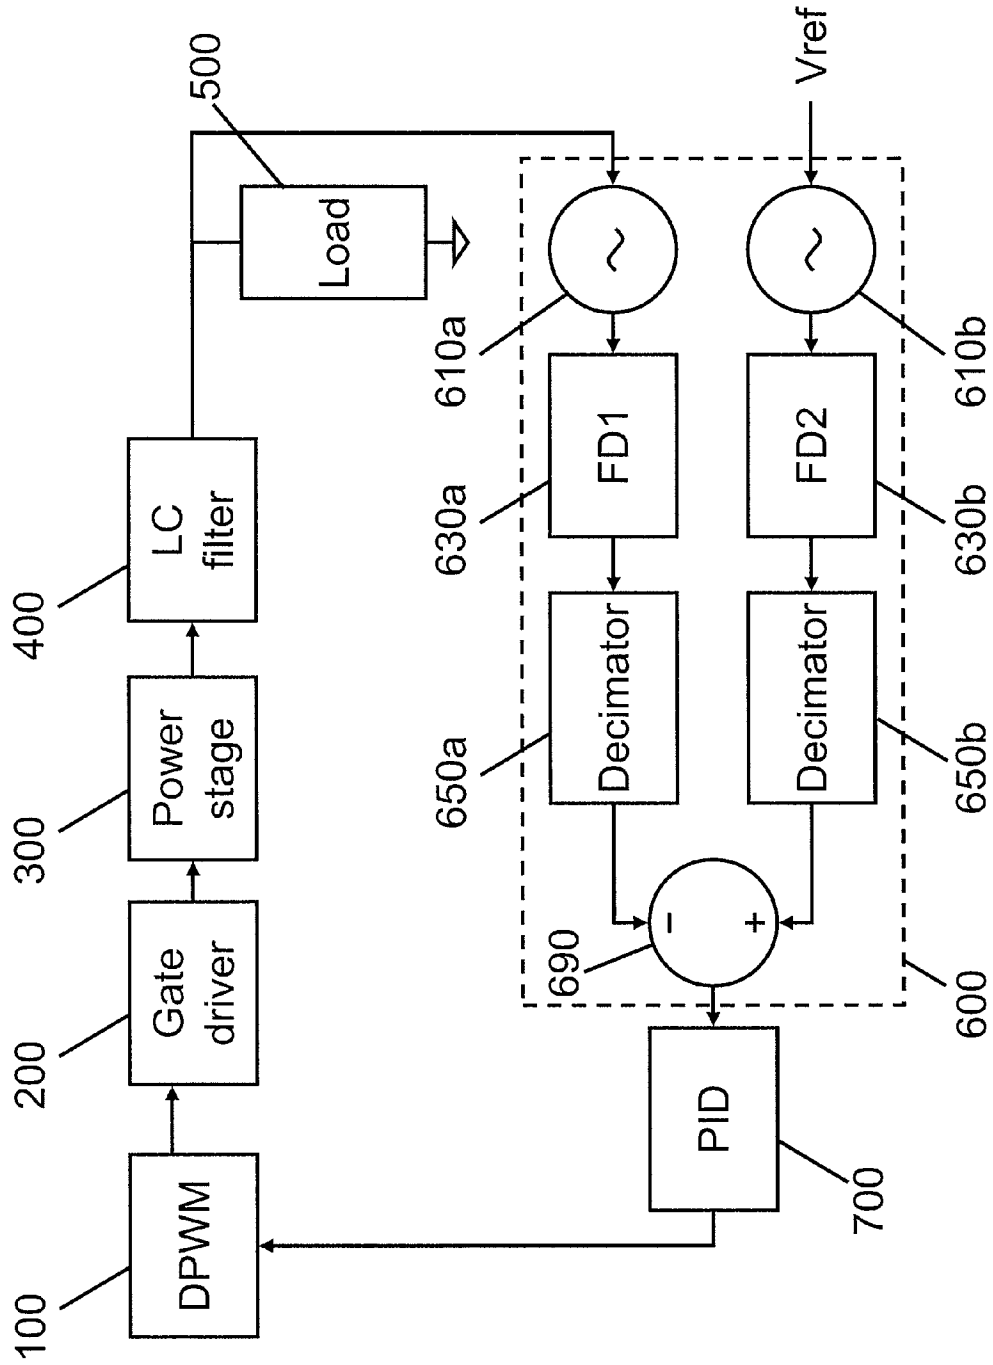 100
200
300
400
500
DPWM
Gate
driver
Power
stage
LC
filter
Load
690
650a
630a
610a
Decimator
FD1
~
−
+
PID
Decimator
FD2
~
Vref
700
600
650b
630b
610b